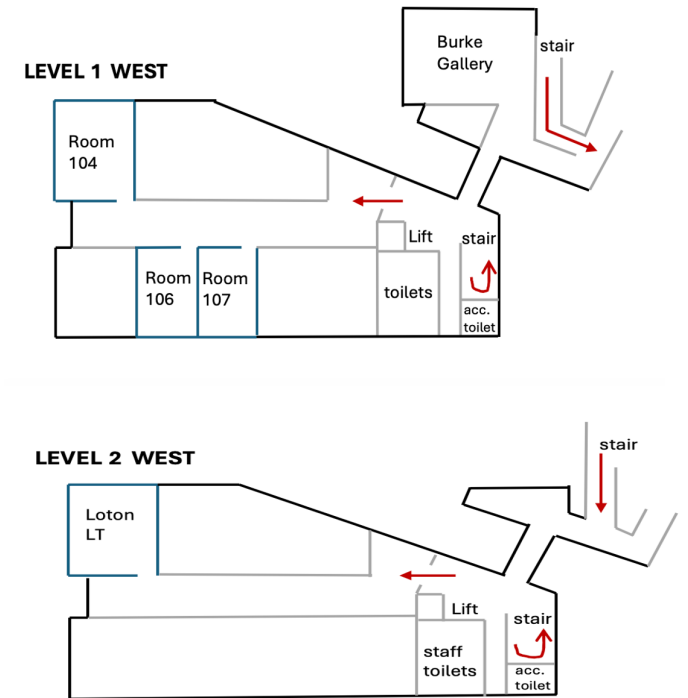 LEVEL 1 WEST
Burke
Gallery
stair
Room
104
Lift
stair
Room
106
Room
107
toilets
acc.
toilet
LEVEL 2 WEST
stair
Loton
LT
Lift
stair
staff
toilets
acc.
toilet